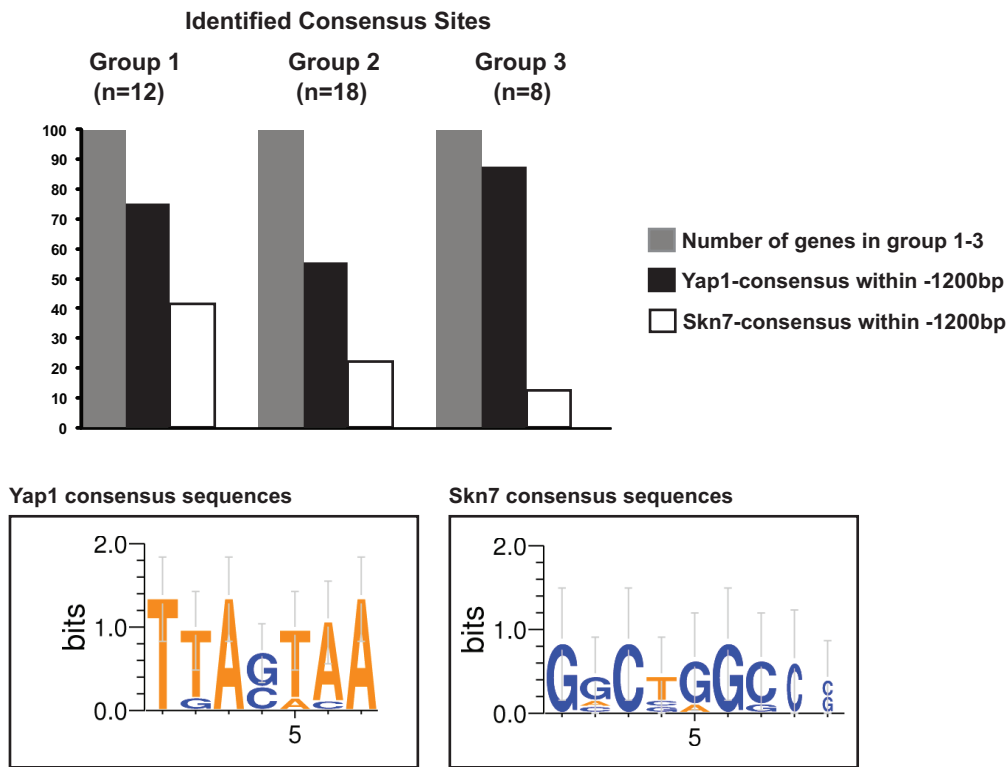 Identified Consensus Sites
Group 1 Group 2 Group 3
(n=12) (n=18) (n=8)
100
90
80
70
60
50
40
30
20
10
0
Number of genes in group 1-3
Yap1-consensus within -1200bp
Skn7-consensus within -1200bp
Yap1 consensus sequences Skn7 consensus sequences
2.0
1.0
0.0
bits
T T A G T A A
G C A C
5
2.0
1.0
0.0
bits
G G C T G G C C G
A C A G G
C G
5